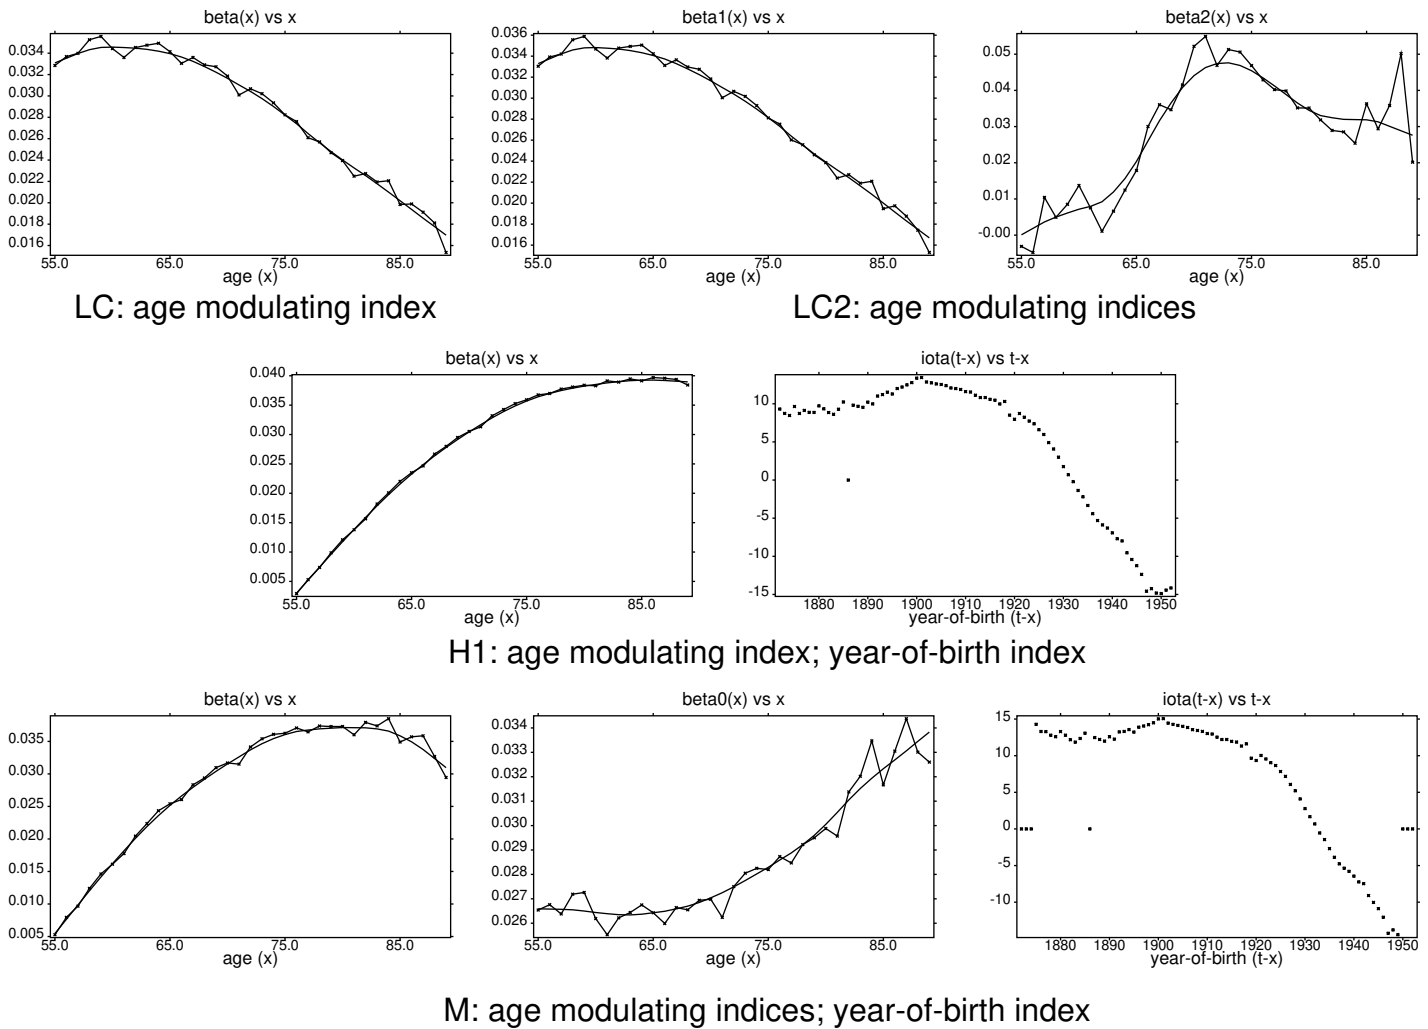 beta(x) vs x
0.034
0.032
0.030
0.028
0.026
0.024
0.022
0.020
0.018
0.016
55.0 65.0 75.0 85.0
age (x)
beta1(x) vs x
0.036
0.034
0.032
0.030
0.028
0.026
0.024
0.022
0.020
0.018
0.016
55.0 65.0 75.0 85.0
age (x)
beta2(x) vs x
0.05
0.04
0.03
0.02
0.01
-0.00
55.0 65.0 75.0 85.0
age (x)
LC: age modulating index
LC2: age modulating indices
beta(x) vs x
0.040
0.035
0.030
0.025
0.020
0.015
0.010
0.005
55.0 65.0 75.0 85.0
age (x)
iota(t-x) vs t-x
10
5
0
-5
-10
-15
1880 1890 1900 1910 1920 1930 1940 1950
year-of-birth (t-x)
H1: age modulating index; year-of-birth index
beta(x) vs x
0.035
0.030
0.025
0.020
0.015
0.010
0.005
55.0 65.0 75.0 85.0
age (x)
beta0(x) vs x
0.034
0.033
0.032
0.031
0.030
0.029
0.028
0.027
0.026
55.0 65.0 75.0 85.0
age (x)
iota(t-x) vs t-x
15
10
5
0
-5
-10
1880 1890 1900 1910 1920 1930 1940 1950
year-of-birth (t-x)
M: age modulating indices; year-of-birth index